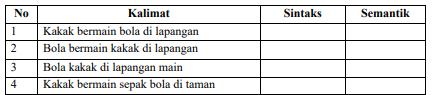 No Kalimat Sintaks Semantik
1 Kakak bermain bola di lapangan
2 Bola bermain kakak di lapangan
3 Bola kakak di lapangan main
4 Kakak bermain sepak bola di taman